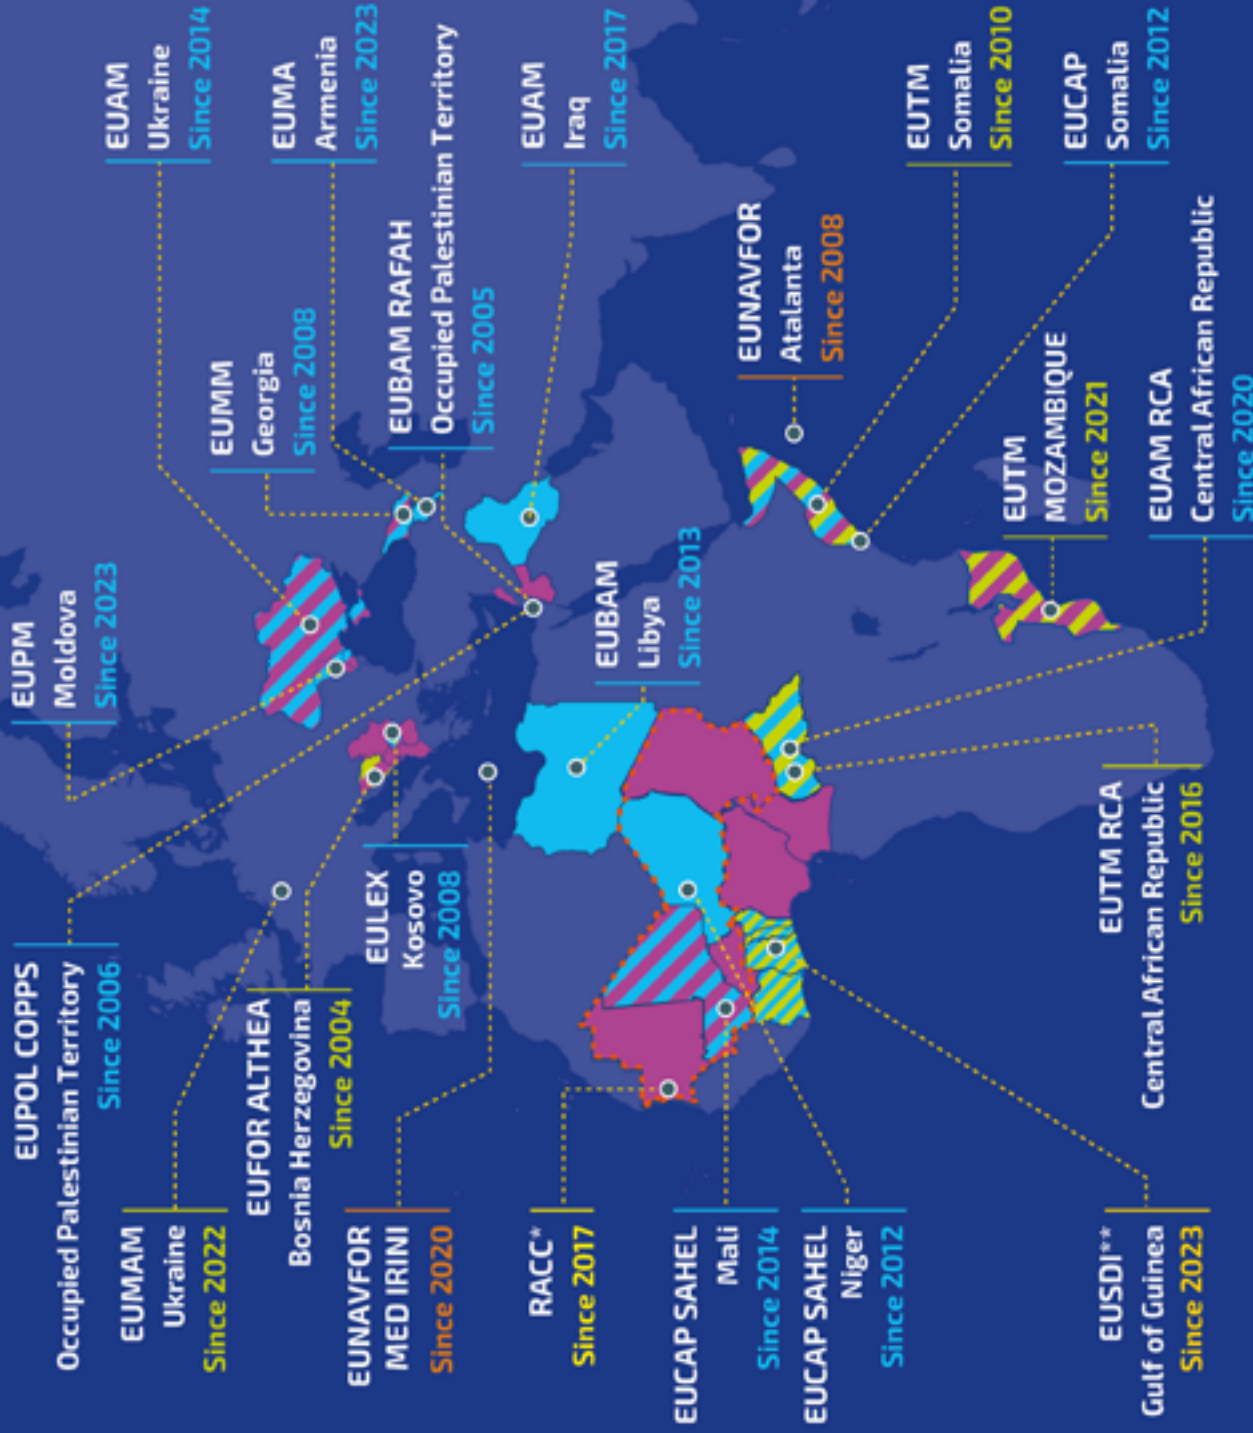 EUPOL COPPS
Occupied Palestinian Territory
Since 2006
EUMAM
Ukraine
Since 2022
EUFOR ALTHEA
Bosnia Herzegovina
Since 2004
EUNAVFOR
MED IRINI
Since 2020
RACC*
Since 2017
EUCAP SAHEL
Mali
Since 2014
EUCAP SAHEL
Niger
Since 2012
EUSDI**
Gulf of Guinea
Since 2023
EUPM
Moldova
Since 2023
EULEX
Kosovo
Since 2008
EUBAM
Libya
Since 2013
EUTM RCA
Central African Republic
Since 2016
EUAM
Ukraine
Since 2014
EUMM
Georgia
Since 2008
EUMA
Armenia
Since 2023
EUBAM RAFAH
Occupied Palestinian Territory
Since 2005
EUAM
Iraq
Since 2017
EUNAVFOR
Atalanta
Since 2008
EUTM
Somalia
Since 2010
EUCAP
Somalia
Since 2012
EUTM
MOZAMBIQUE
Since 2021
EUAM RCA
Central African Republic
Since 2020